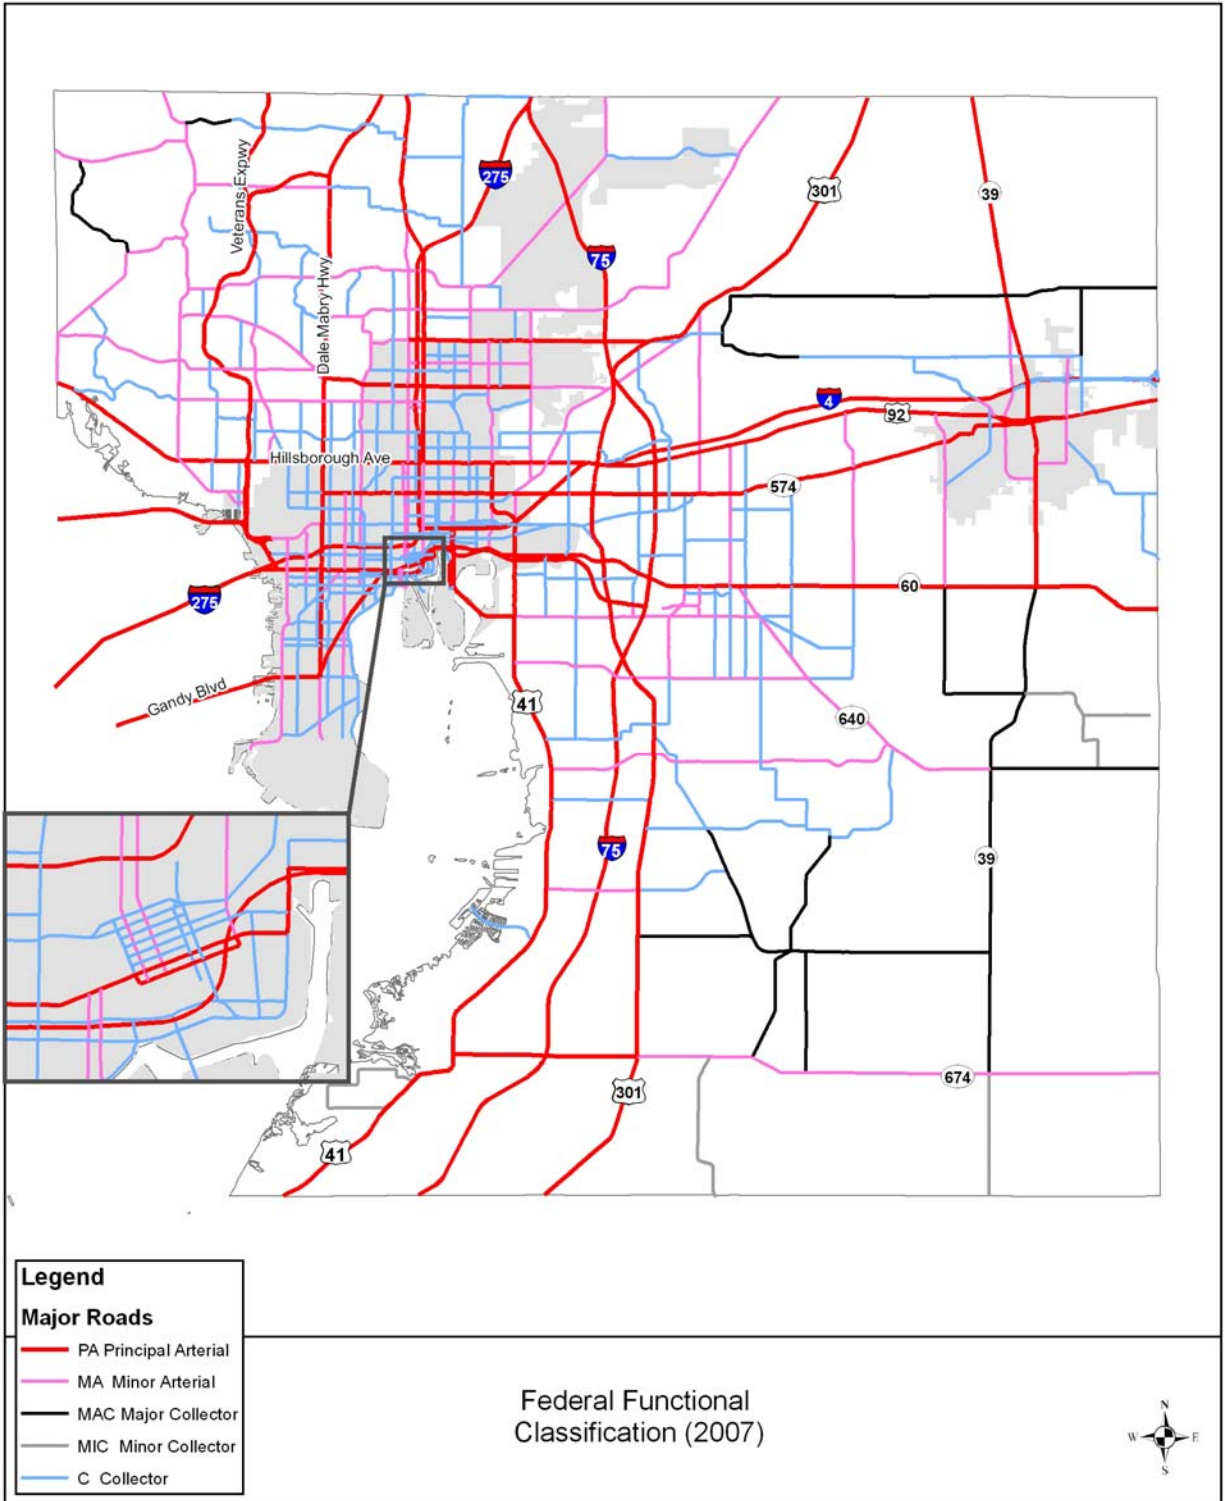 Veterans Expwy
Dale Mabry Hwy
275
301
39
75
4
92
Hillsborough Ave
574
275
60
Gandy Blvd
41
640
75
39
301
674
41
Legend
Major Roads
PA Principal Arterial
MA Minor Arterial
MAC Major Collector
MIC Minor Collector
C Collector
Federal Functional
Classification (2007)
N
W
E
S